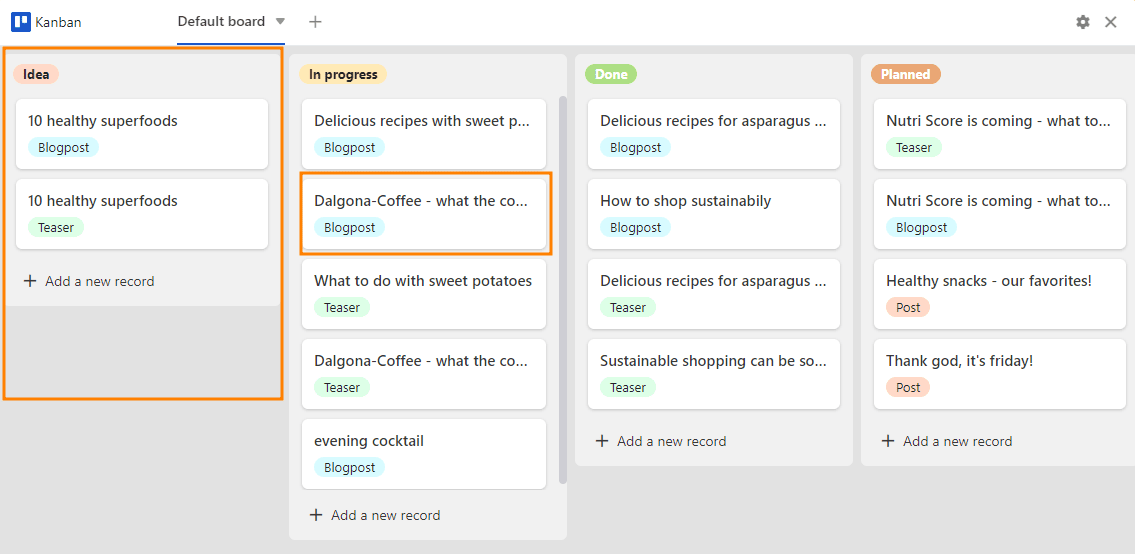 Kanban
Default board
Idea
10 healthy superfoods
Blogpost
10 healthy superfoods
Teaser
Add a new record
In progress
Delicious recipes with sweet p...
Blogpost
Dalgona-Coffee - what the co...
Blogpost
What to do with sweet potatoes
Teaser
Dalgona-Coffee - what the co...
Teaser
evening cocktail
Blogpost
Add a new record
Done
Delicious recipes for asparagus ...
Blogpost
How to shop sustainabily
Blogpost
Delicious recipes for asparagus ...
Teaser
Sustainable shopping can be so...
Teaser
Add a new record
Planned
Nutri Score is coming - what to...
Teaser
Nutri Score is coming - what to...
Blogpost
Healthy snacks - our favorites!
Post
Thank god, it's friday!
Post
Add a new record